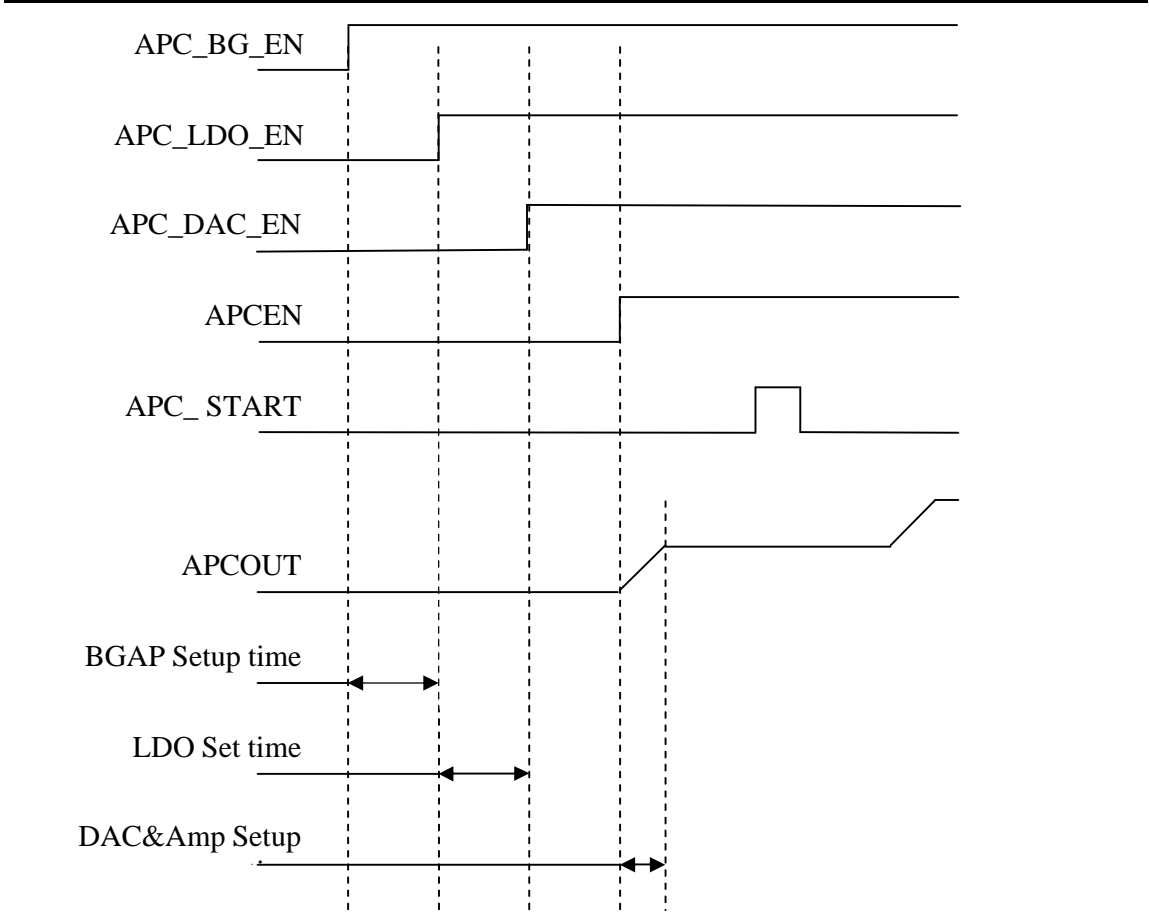 APC_BG_EN
APC_LDO_EN
APC_DAC_EN
APCEN
APC_ START
APCOUT
BGAP Setup time
LDO Set time
DAC&Amp Setup